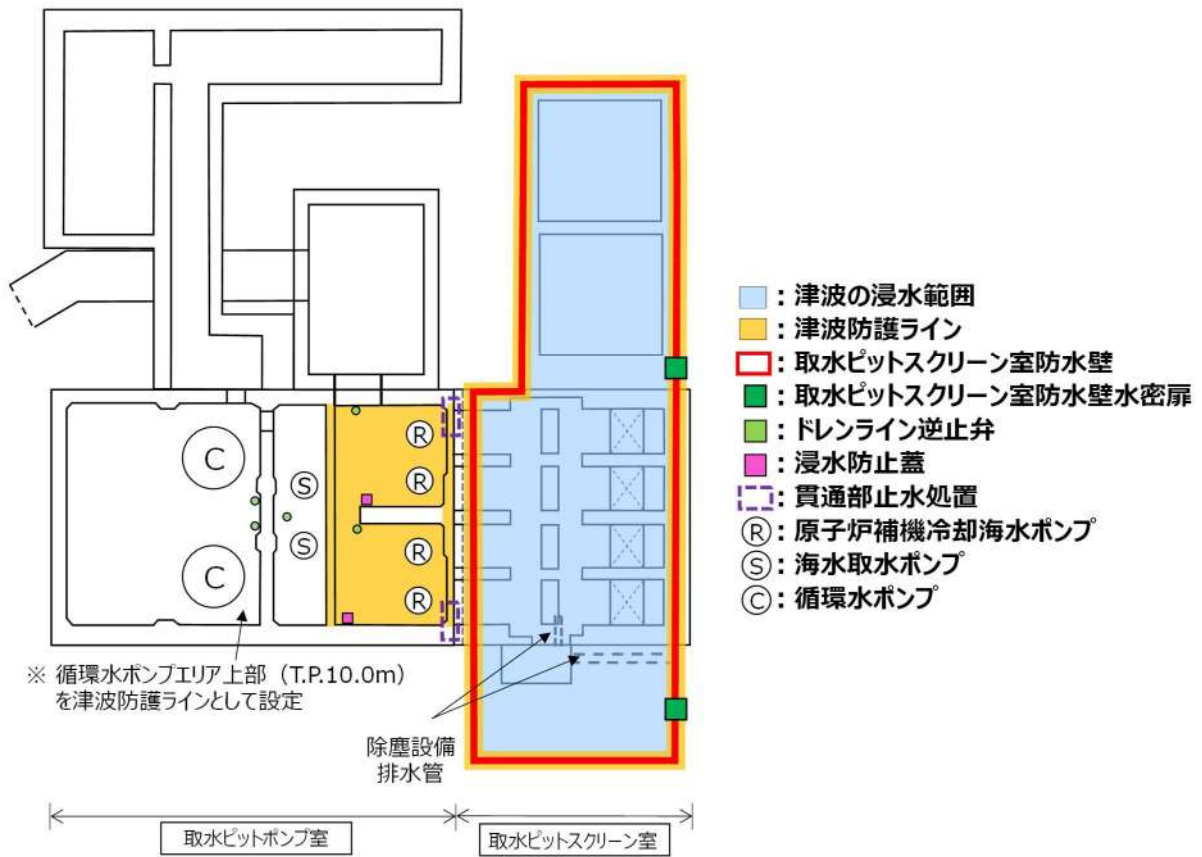 ：津波の浸水範囲
：津波防護ライン
：取水ピットスクリーン室防水壁
：取水ピットスクリーン室防水壁水密扉
：ドレンライン逆止弁
：浸水防止蓋
：貫通部止水処置
Ⓡ：原子炉補機冷却海水ポンプ
Ⓢ：海水取水ポンプ
Ⓒ：循環水ポンプ
Ⓡ
Ⓒ
Ⓢ
Ⓡ
Ⓢ
Ⓡ
Ⓒ
Ⓡ
※ 循環水ポンプエリア上部（T.P.10.0m）
を津波防護ラインとして設定
除塵設備
排水管
取水ピットポンプ室
取水ピットスクリーン室